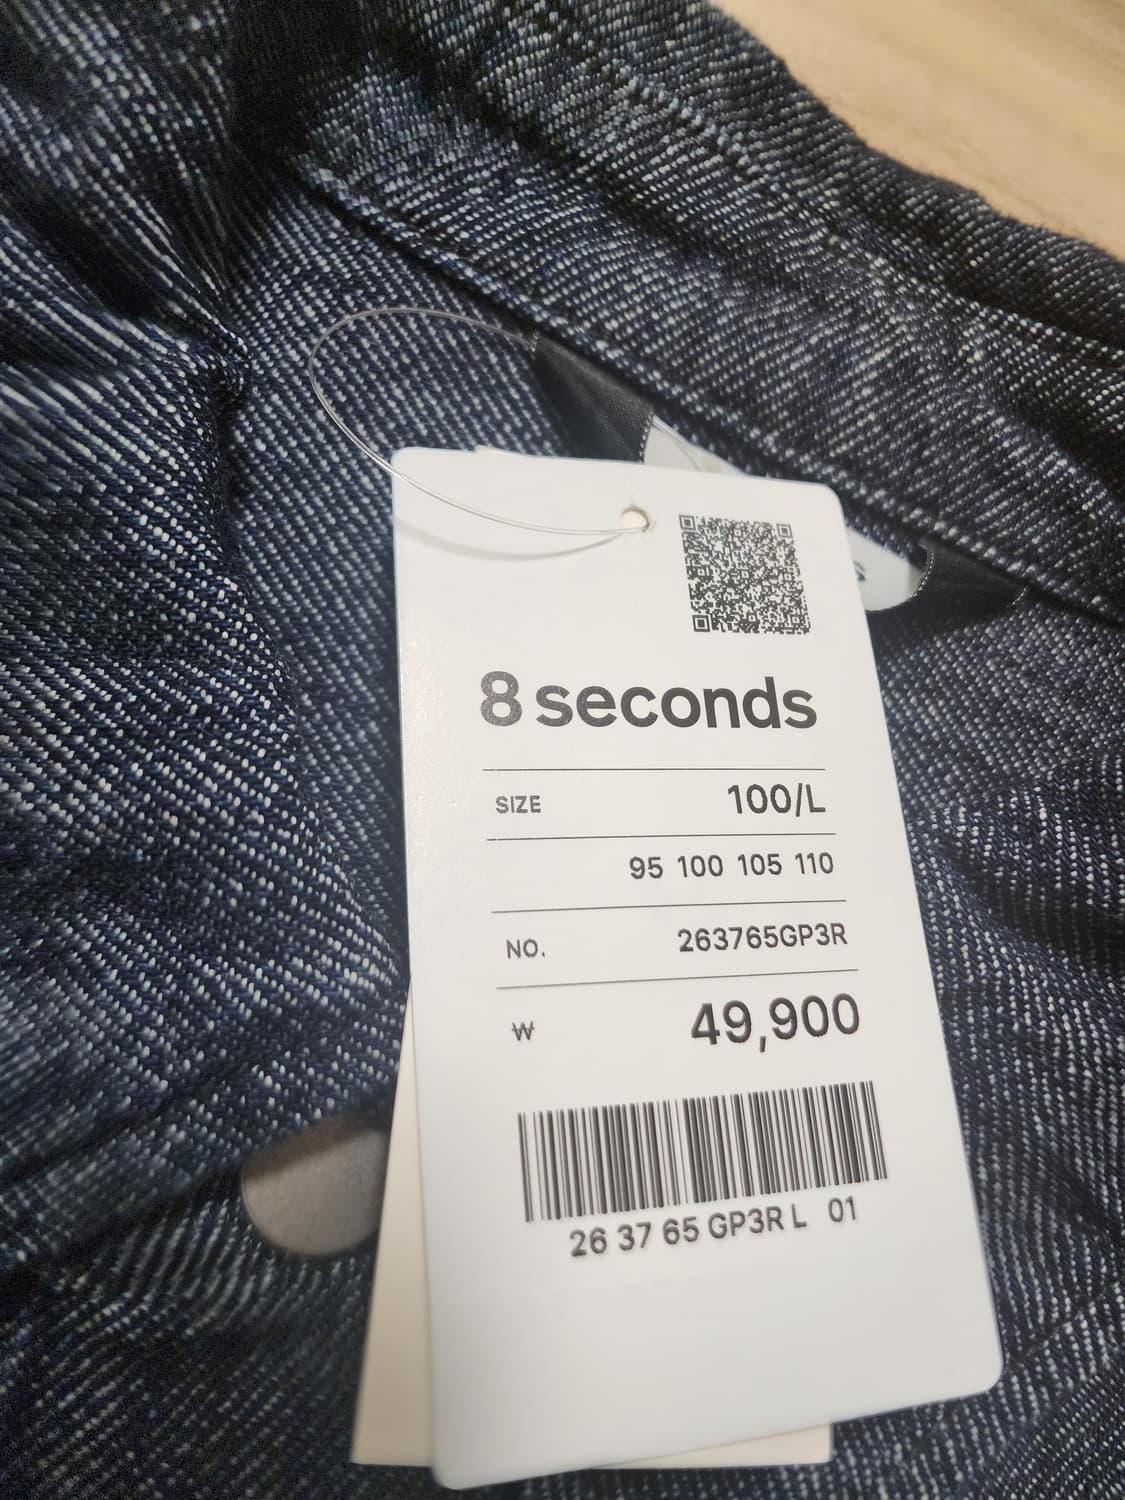 8 seconds
SIZE 100/L
95 100 105 110
NO. 263765GP3R
₩ 49,900
26 37 65 GP3R L 01